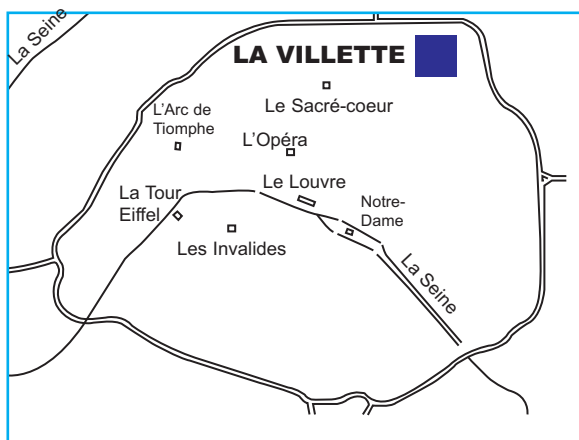 La Seine
LA VILLETTE
Le Sacré-coeur
L'Arc de
Tiomphe
L'Opéra
Le Louvre
La Tour
Eiffel
Notre-
Dame
Les Invalides
La Seine